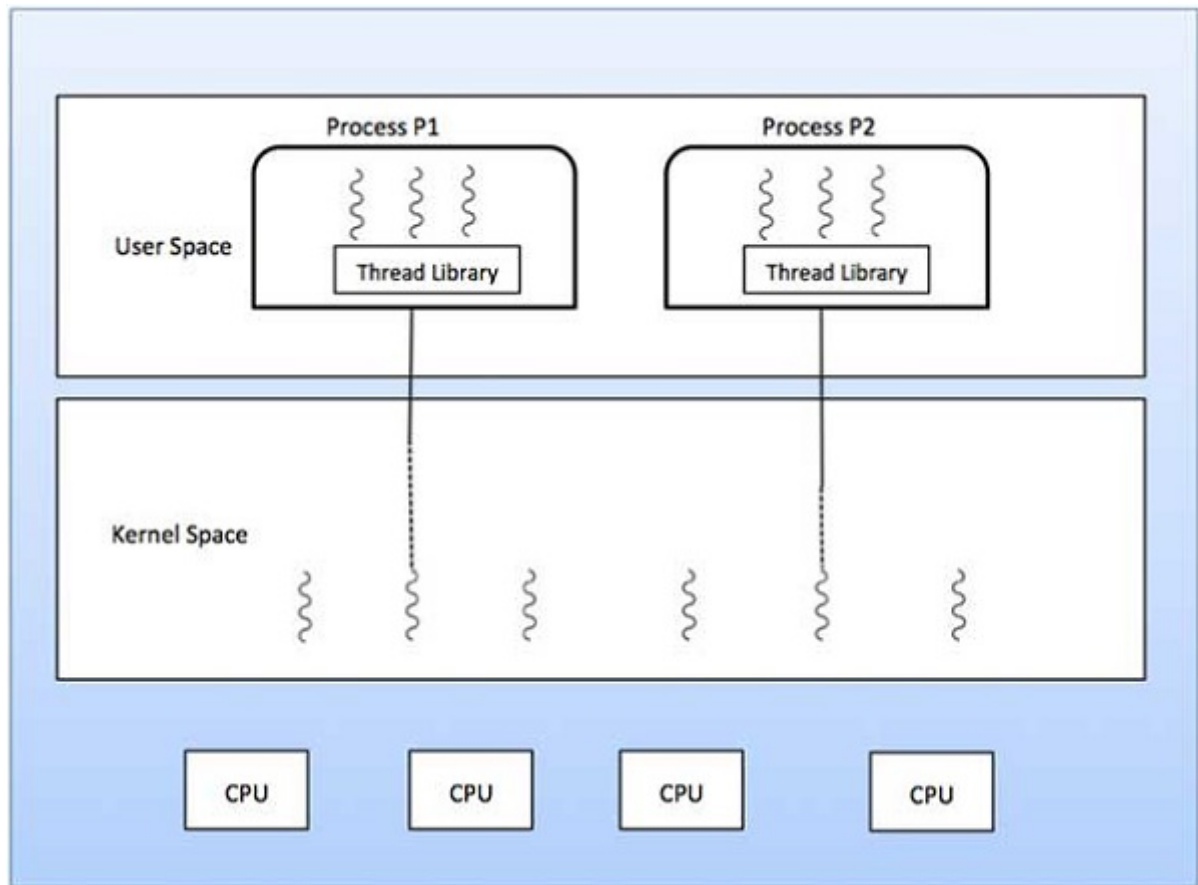 Process P1
Process P2
User Space
Thread Library
Thread Library
Kernel Space
CPU
CPU
CPU
CPU